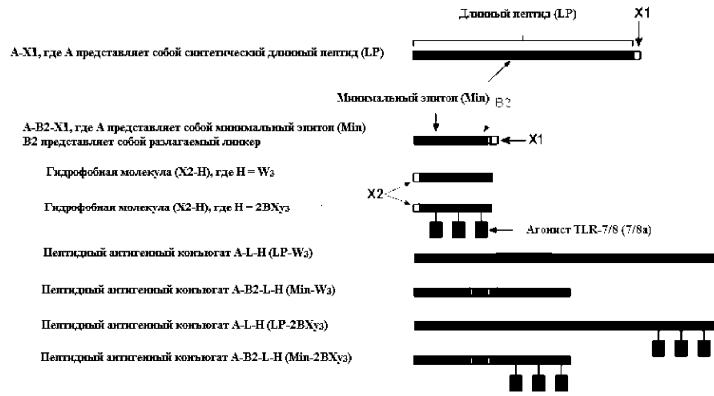 Длинный пептид (LP)
X1
A-X1, где A представляет собой синтетический длинный пептид (LP)
Минимальный эпитоп (Min)
B2
A-B2-X1, где A представляет собой минимальный эпитоп (Min)
B2 представляет собой разлагаемый линкер
X1
Гидрофобная молекула (X2-H), где H = W3
X2
Гидрофобная молекула (X2-H), где H = 2BXy3
Агонист TLR-7/8 (7/8a)
Пептидный антигенный конъюгат A-L-H (LP-W3)
Пептидный антигенный конъюгат A-B2-L-H (Min-W3)
Пептидный антигенный конъюгат A-L-H (LP-2BXy3)
Пептидный антигенный конъюгат A-B2-L-H (Min-2BXy3)